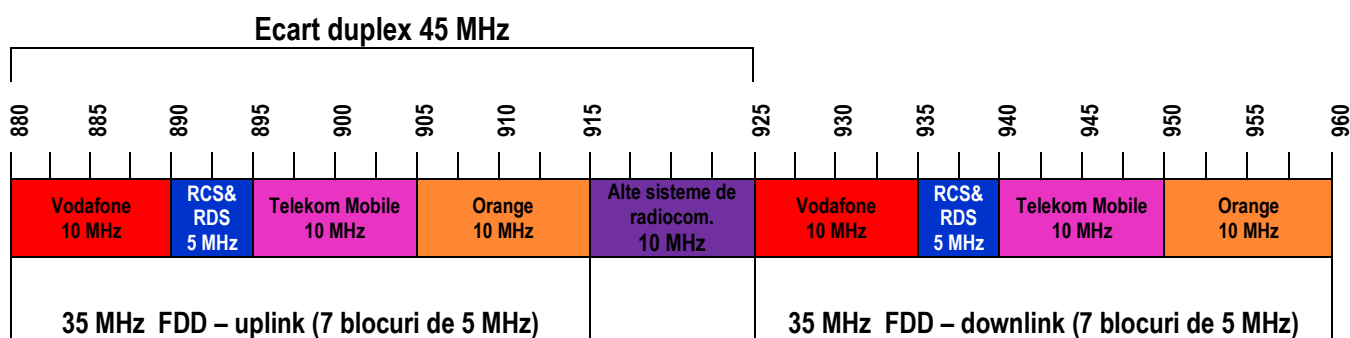 Ecart duplex 45 MHz
880 885 890 895 900 905 910 915 925 930 935 940 945 950 955 960
Vodafone
10 MHz
RCS&
RDS
5 MHz
Telekom Mobile
10 MHz
Orange
10 MHz
Alte sisteme de
radiocom.
10 MHz
Vodafone
10 MHz
RCS&
RDS
5 MHz
Telekom Mobile
10 MHz
Orange
10 MHz
35 MHz FDD – uplink (7 blocuri de 5 MHz)
35 MHz FDD – downlink (7 blocuri de 5 MHz)